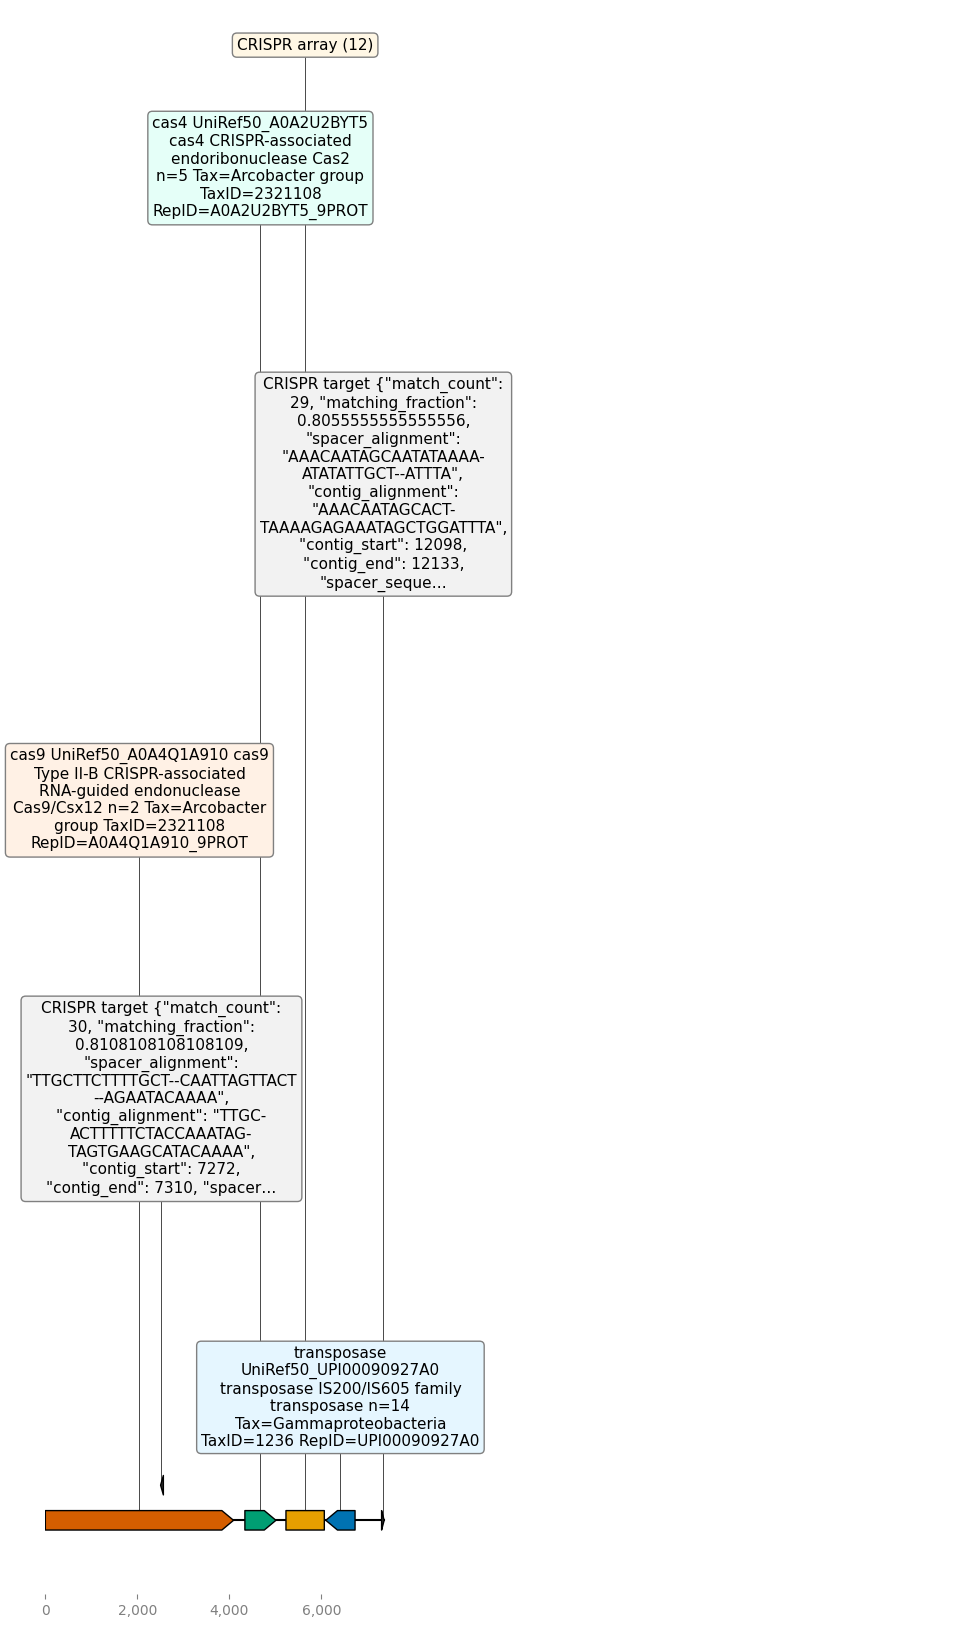 CRISPR array (12)
cas4 UniRef50_A0A2U2BYT5
cas4 CRISPR-associated
endoribonuclease Cas2
n=5 Tax=Arcobacter group
TaxID=2321108
RepID=A0A2U2BYT5_9PROT
CRISPR target {"match_count":
29, "matching_fraction":
0.8055555555555556,
"spacer_alignment":
"AAACAATAGCAATATAAAA-
ATATATTGCT--ATTTA",
"contig_alignment":
"AAACAATAGCACT-
TAAAAGAGAAATAGCTGGATTTA",
"contig_start": 12098,
"contig_end": 12133,
"spacer_seque…
cas9 UniRef50_A0A4Q1A910 cas9
Type II-B CRISPR-associated
RNA-guided endonuclease
Cas9/Csx12 n=2 Tax=Arcobacter
group TaxID=2321108
RepID=A0A4Q1A910_9PROT
CRISPR target {"match_count":
30, "matching_fraction":
0.8108108108108109,
"spacer_alignment":
"TTGCTTCTTTTGCT--CAATTAGTTACT
--AGAATACAAAA",
"contig_alignment": "TTGC-
ACTTTTTCTACCAAATAG-
TAGTGAAGCATACAAAA",
"contig_start": 7272,
"contig_end": 7310, "spacer…
transposase
UniRef50_UPI00090927A0
transposase IS200/IS605 family
transposase n=14
Tax=Gammaproteobacteria
TaxID=1236 RepID=UPI00090927A0
0
2,000
4,000
6,000